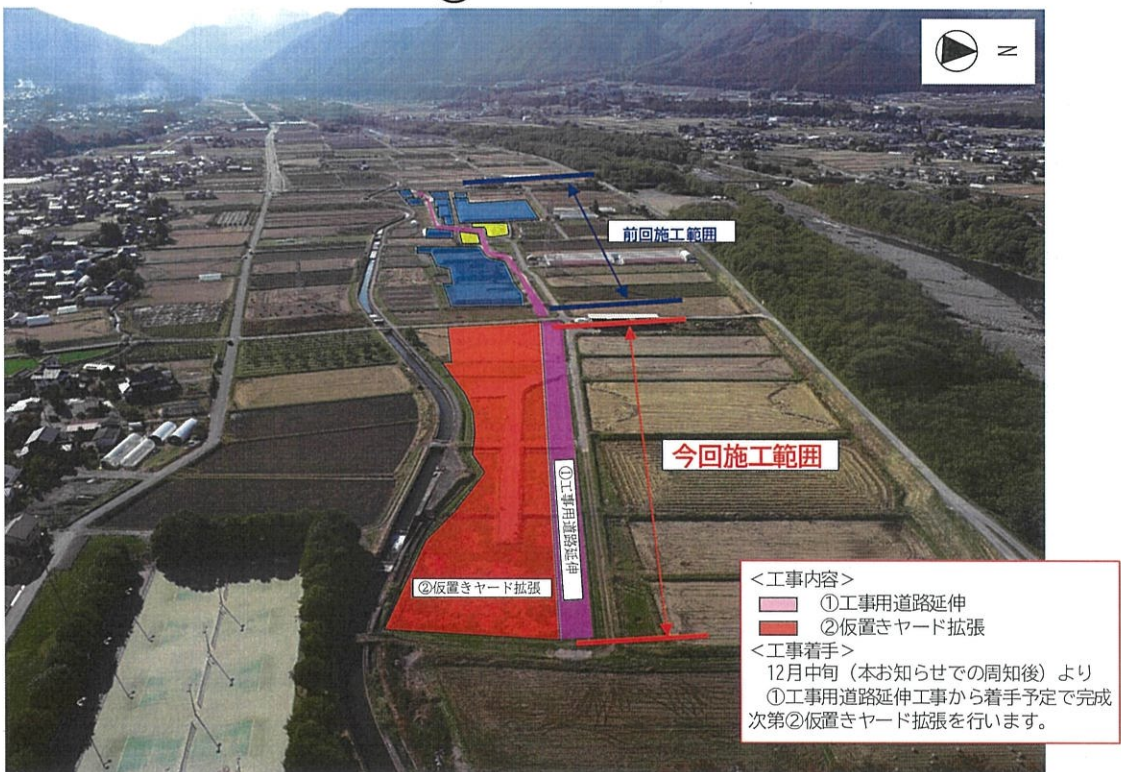 N
前回施工範囲
今回施工範囲
①工事用道路延伸
②仮置きヤード拡張
＜工事内容＞
①工事用道路延伸
②仮置きヤード拡張
＜工事着手＞
12月中旬（本お知らせでの周知後）より
①工事用道路延伸工事から着手予定で完成
次第②仮置きヤード拡張を行います。